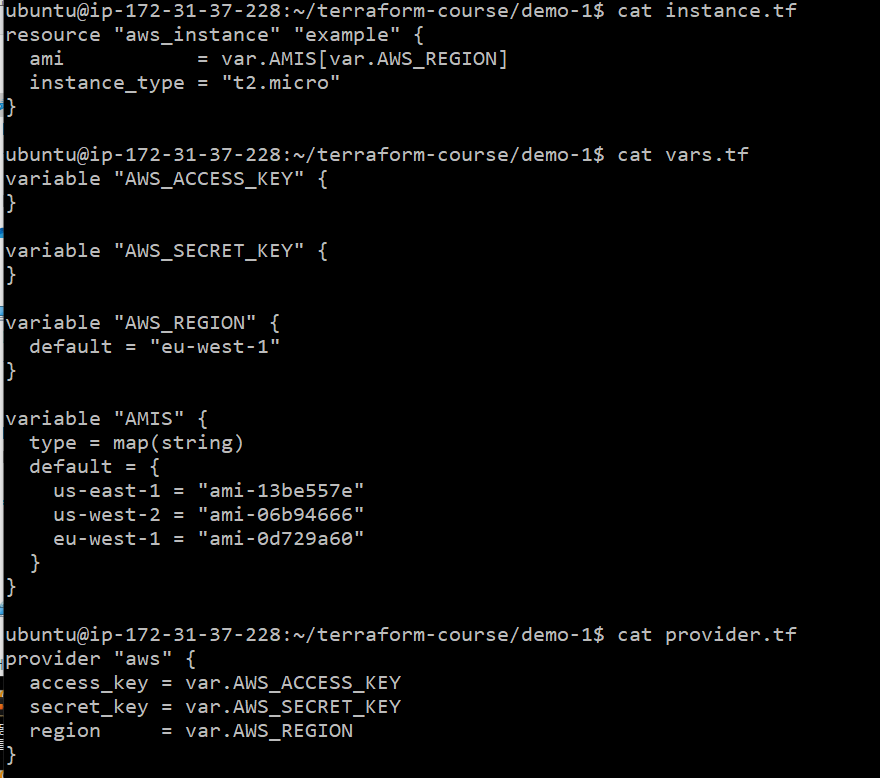 ubuntu@ip-172-31-37-228:~/terraform-course/demo-1$ cat instance.tf
resource "aws_instance" "example" {
  ami           = var.AMIS[var.AWS_REGION]
  instance_type = "t2.micro"
}

ubuntu@ip-172-31-37-228:~/terraform-course/demo-1$ cat vars.tf
variable "AWS_ACCESS_KEY" {
}

variable "AWS_SECRET_KEY" {
}

variable "AWS_REGION" {
  default = "eu-west-1"
}

variable "AMIS" {
  type = map(string)
  default = {
    us-east-1 = "ami-13be557e"
    us-west-2 = "ami-06b94666"
    eu-west-1 = "ami-0d729a60"
  }
}

ubuntu@ip-172-31-37-228:~/terraform-course/demo-1$ cat provider.tf
provider "aws" {
  access_key = var.AWS_ACCESS_KEY
  secret_key = var.AWS_SECRET_KEY
  region     = var.AWS_REGION
}